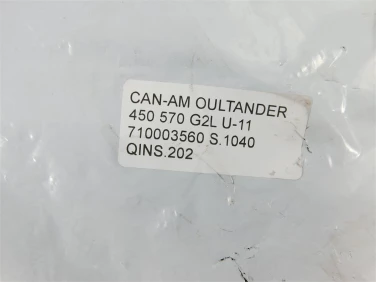 CAN-AM OULTANDER
450 570 G2L U-11
710003560 S.1040
QINS.202